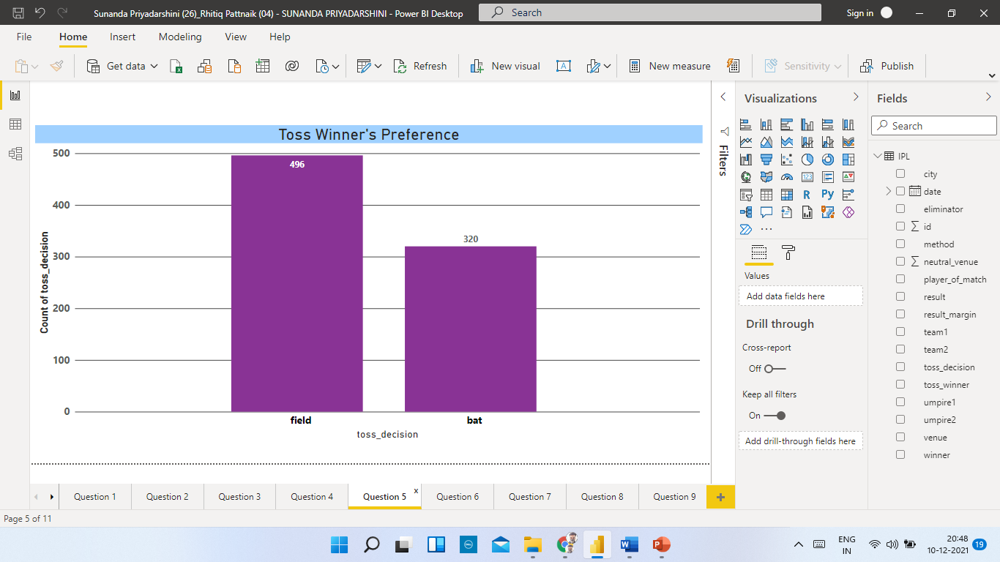 Sunanda Priyadarshini (26)_Rhitiq Pattnaik (04) - SUNANDA PRIYADARSHINI - Power BI Desktop
Search
Sign in
File Home Insert Modeling View Help
Get data
Refresh
New visual
A
New measure
Sensitivity
Publish
Toss Winner's Preference
500
400
300
200
100
0
Count of toss_decision
496
320
field
bat
toss_decision
Filters
Visualizations
123
R
Py
Values
Add data fields here
Drill through
Cross-report
Off
Keep all filters
On
Add drill-through fields here
Fields
Search
IPL
city
date
eliminator
id
method
neutral_venue
player_of_match
result
result_margin
team1
team2
toss_decision
toss_winner
umpire1
umpire2
venue
winner
Question 1 Question 2 Question 3 Question 4 Question 5 x Question 6 Question 7 Question 8 Question 9 +
Page 5 of 11
DELL
W
P
ENG
IN
20:48
10-12-2021
19